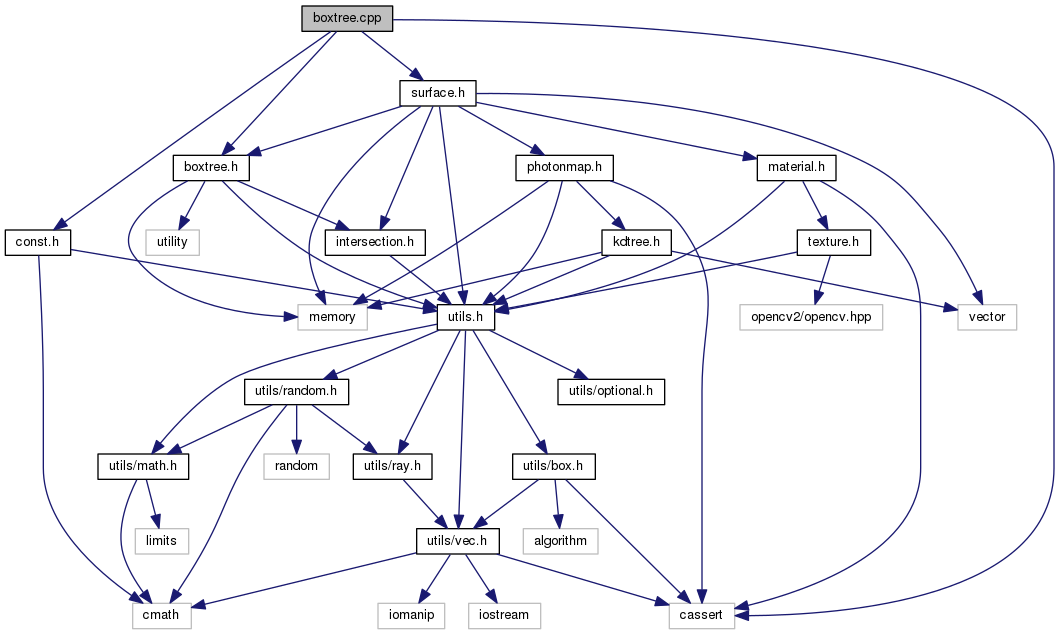 boxtree.cpp
surface.h
boxtree.h
photonmap.h
material.h
const.h
utility
intersection.h
kdtree.h
texture.h
memory
utils.h
opencv2/opencv.hpp
vector
utils/random.h
utils/optional.h
utils/math.h
random
utils/ray.h
utils/box.h
limits
utils/vec.h
algorithm
cmath
iomanip
iostream
cassert